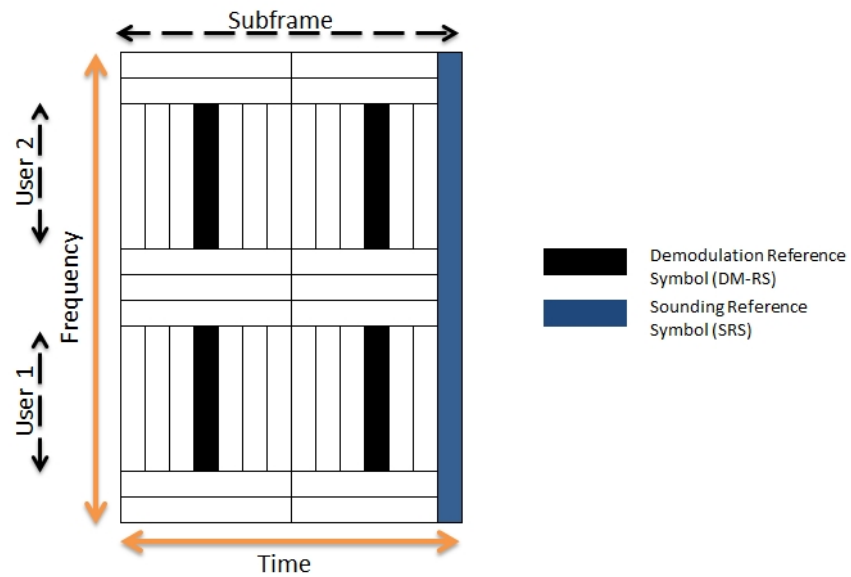 Subframe
User 2
Frequency
User 1
Time
Demodulation Reference
Symbol (DM-RS)
Sounding Reference
Symbol (SRS)